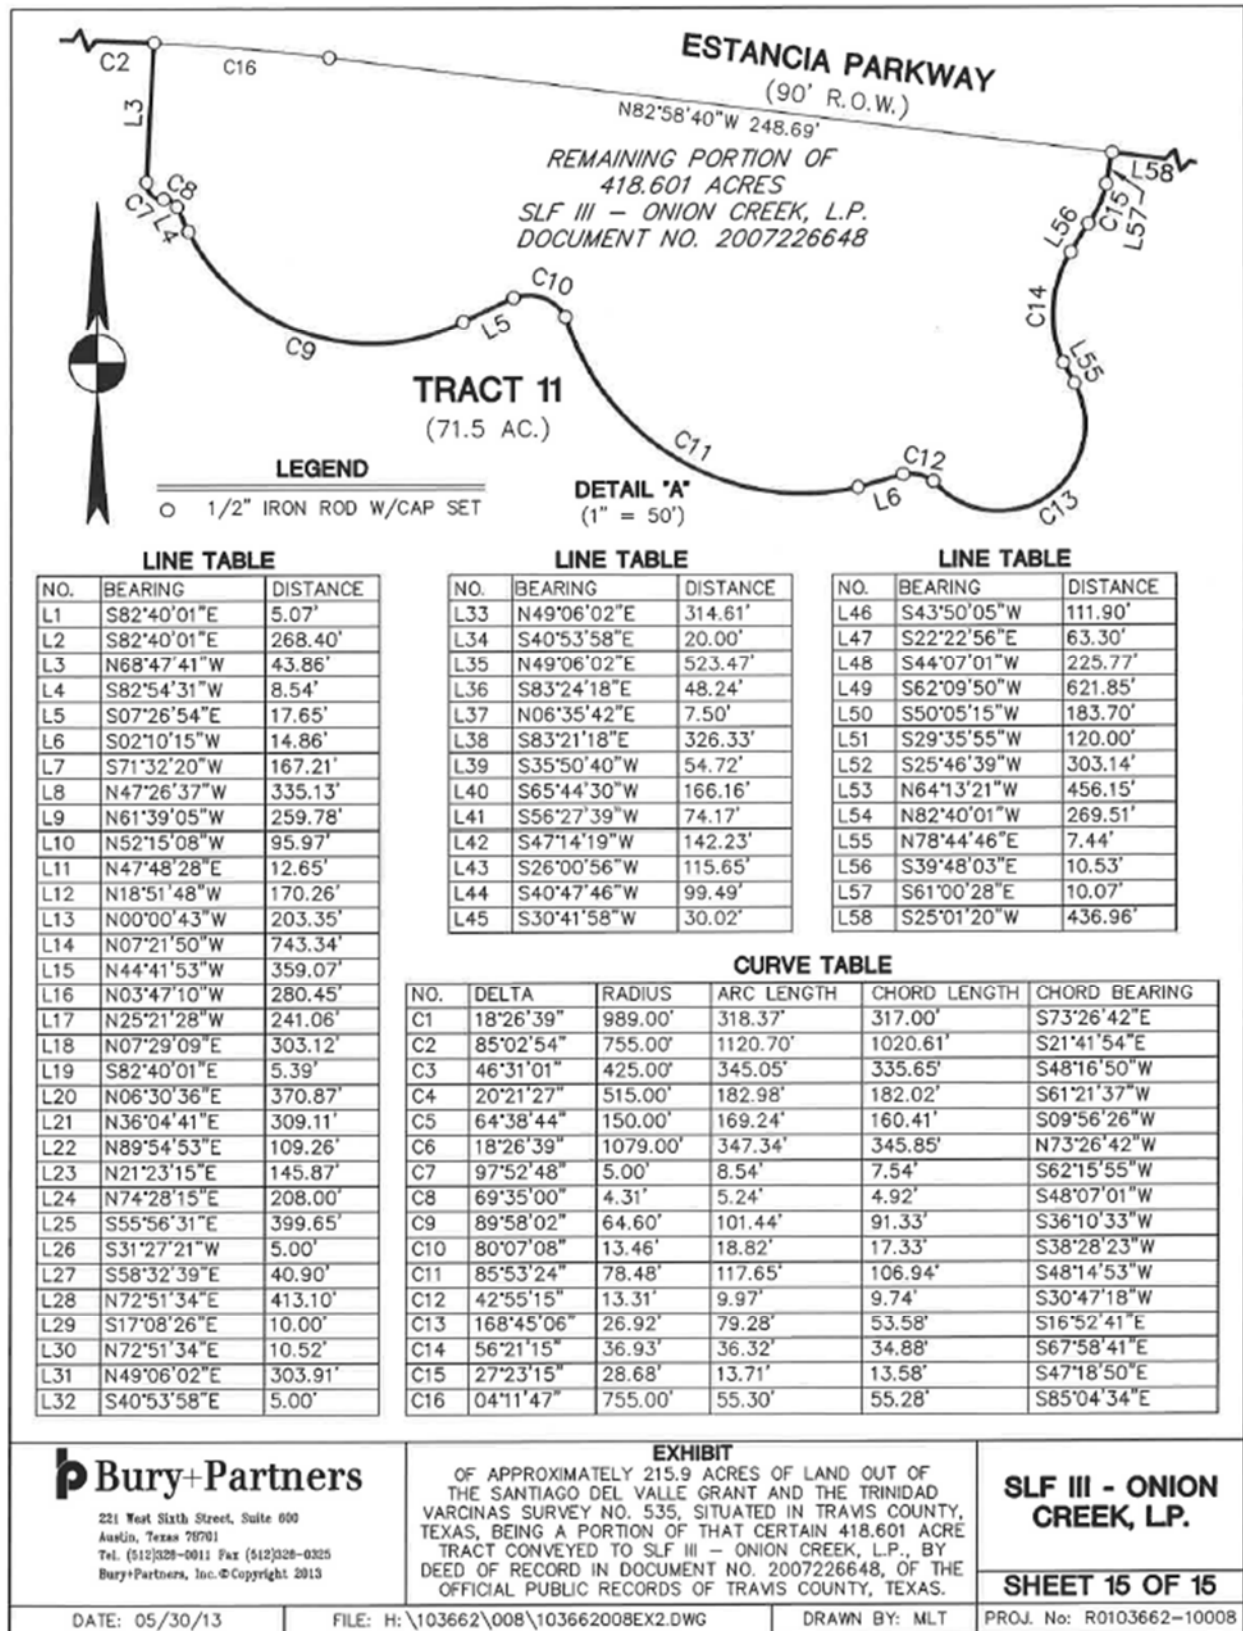 C2
C16
ESTANCIA PARKWAY
(90' R.O.W.)
N82°58'40"W 248.69'
L3
REMAINING PORTION OF
418.601 ACRES
SLF III – ONION CREEK, L.P.
DOCUMENT NO. 2007226648
L58
C15
L57
L56
C8
C7
L4
C10
L5
C9
C14
L55
TRACT 11
(71.5 AC.)
C11
C12
L6
C13
LEGEND
1/2" IRON ROD W/CAP SET
DETAIL "A"
(1" = 50')
LINE TABLE
NO. BEARING DISTANCE
L1 S82°40'01"E 5.07'
L2 S82°40'01"E 268.40'
L3 N68°47'41"W 43.86'
L4 S82°54'31"W 8.54'
L5 S07°26'54"E 17.65'
L6 S02°10'15"W 14.86'
L7 S71°32'20"W 167.21'
L8 N47°26'37"W 335.13'
L9 N61°39'05"W 259.78'
L10 N52°15'08"W 95.97'
L11 N47°48'28"E 12.65'
L12 N18°51'48"W 170.26'
L13 N00°00'43"W 203.35'
L14 N07°21'50"W 743.34'
L15 N44°41'53"W 359.07'
L16 N03°47'10"W 280.45'
L17 N25°21'28"W 241.06'
L18 N07°29'09"E 303.12'
L19 S82°40'01"E 5.39'
L20 N06°30'36"E 370.87'
L21 N36°04'41"E 309.11'
L22 N89°54'53"E 109.26'
L23 N21°23'15"E 145.87'
L24 N74°28'15"E 208.00'
L25 S55°56'31"E 399.65'
L26 S31°27'21"W 5.00'
L27 S58°32'39"E 40.90'
L28 N72°51'34"E 413.10'
L29 S17°08'26"E 10.00'
L30 N72°51'34"E 10.52'
L31 N49°06'02"E 303.91'
L32 S40°53'58"E 5.00'
LINE TABLE
NO. BEARING DISTANCE
L33 N49°06'02"E 314.61'
L34 S40°53'58"E 20.00'
L35 N49°06'02"E 523.47'
L36 S83°24'18"E 48.24'
L37 N06°35'42"E 7.50'
L38 S83°21'18"E 326.33'
L39 S35°50'40"W 54.72'
L40 S65°44'30"W 166.16'
L41 S56°27'39"W 74.17'
L42 S47°14'19"W 142.23'
L43 S26°00'56"W 115.65'
L44 S40°47'46"W 99.49'
L45 S30°41'58"W 30.02'
LINE TABLE
NO. BEARING DISTANCE
L46 S43°50'05"W 111.90'
L47 S22°22'56"E 63.30'
L48 S44°07'01"W 225.77'
L49 S62°09'50"W 621.85'
L50 S50°05'15"W 183.70'
L51 S29°35'55"W 120.00'
L52 S25°46'39"W 303.14'
L53 N64°13'21"W 456.15'
L54 N82°40'01"W 269.51'
L55 N78°44'46"E 7.44'
L56 S39°48'03"E 10.53'
L57 S61°00'28"E 10.07'
L58 S25°01'20"W 436.96'
CURVE TABLE
NO. DELTA RADIUS ARC LENGTH CHORD LENGTH CHORD BEARING
C1 18°26'39" 989.00' 318.37' 317.00' S73°26'42"E
C2 85°02'54" 755.00' 1120.70' 1020.61' S21°41'54"E
C3 46°31'01" 425.00' 345.05' 335.65' S48°16'50"W
C4 20°21'27" 515.00' 182.98' 182.02' S61°21'37"W
C5 64°38'44" 150.00' 169.24' 160.41' S09°56'26"W
C6 18°26'39" 1079.00' 347.34' 345.85' N73°26'42"W
C7 97°52'48" 5.00' 8.54' 7.54' S62°15'55"W
C8 69°35'00" 4.31' 5.24' 4.92' S48°07'01"W
C9 89°58'02" 64.60' 101.44' 91.33' S36°10'33"W
C10 80°07'08" 13.46' 18.82' 17.33' S38°28'23"W
C11 85°53'24" 78.48' 117.65' 106.94' S48°14'53"W
C12 42°55'15" 13.31' 9.97' 9.74' S30°47'18"W
C13 168°45'06" 26.92' 79.28' 53.58' S16°52'41"E
C14 56°21'15" 36.93' 36.32' 34.88' S67°58'41"E
C15 27°23'15" 28.68' 13.71' 13.58' S47°18'50"E
C16 04°11'47" 755.00' 55.30' 55.28' S85°04'34"E
Bury+Partners
221 West Sixth Street, Suite 600
Austin, Texas 78701
Tel. (512)328-0011 Fax (512)328-0325
Bury+Partners, Inc.©Copyright 2013
EXHIBIT
OF APPROXIMATELY 215.9 ACRES OF LAND OUT OF
THE SANTIAGO DEL VALLE GRANT AND THE TRINIDAD
VARCINAS SURVEY NO. 535, SITUATED IN TRAVIS COUNTY,
TEXAS, BEING A PORTION OF THAT CERTAIN 418.601 ACRE
TRACT CONVEYED TO SLF III – ONION CREEK, L.P., BY
DEED OF RECORD IN DOCUMENT NO. 2007226648, OF THE
OFFICIAL PUBLIC RECORDS OF TRAVIS COUNTY, TEXAS.
SLF III - ONION
CREEK, L.P.
SHEET 15 OF 15
DATE: 05/30/13
FILE: H:\103662\008\103662008EX2.DWG
DRAWN BY: MLT
PROJ. No: R0103662-10008